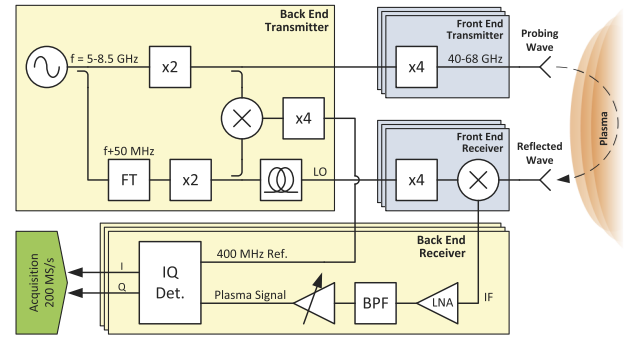 Back End
Transmitter
f = 5-8.5 GHz
x2
x4
f+50 MHz
FT
x2
LO
Front End
Transmitter
x4
40-68 GHz
Probing
Wave
Front End
Receiver
x4
Reflected
Wave
Plasma
Back End
Receiver
400 MHz Ref.
IQ
Det.
I
Q
Plasma Signal
BPF
LNA
IF
Acquisition
200 MS/s